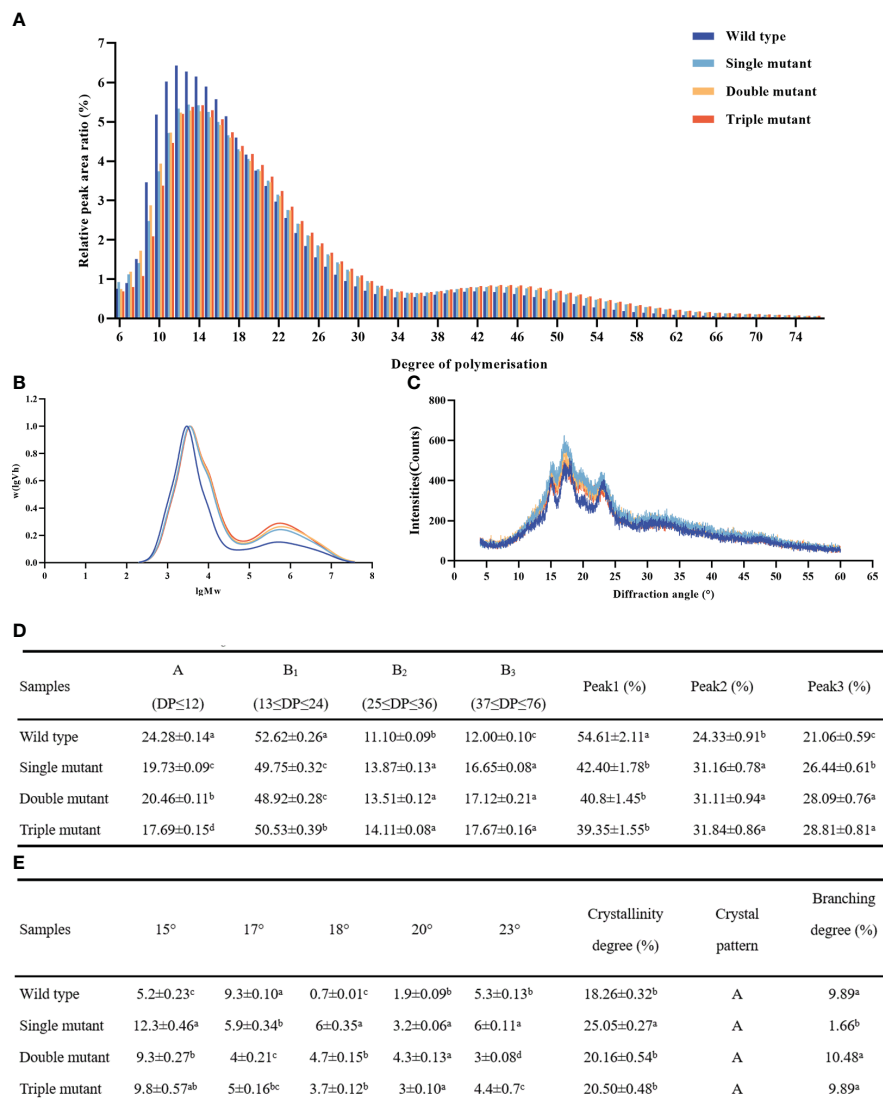 A
7
6
5
4
3
2
1
0
Relative peak area ratio (%)
6 10 14 18 22 26 30 34 38 42 46 50 54 58 62 66 70 74
Degree of polymerisation
Wild type
Single mutant
Double mutant
Triple mutant
B
1.2
1.0
0.8
0.6
0.4
0.2
0.0
w(lgVh)
0 1 2 3 4 5 6 7 8
lgMw
C
800
600
400
200
0
Intensities(Counts)
0 5 10 15 20 25 30 35 40 45 50 55 60 65
Diffraction angle (°)
D
Samples A (DP≤12) B₁ (13≤DP≤24) B₂ (25≤DP≤36) B₃ (37≤DP≤76) Peak1 (%) Peak2 (%) Peak3 (%)
Wild type 24.28±0.14ᵃ 52.62±0.26ᵃ 11.10±0.09ᵇ 12.00±0.10ᶜ 54.61±2.11ᵃ 24.33±0.91ᵇ 21.06±0.59ᶜ
Single mutant 19.73±0.09ᶜ 49.75±0.32ᶜ 13.87±0.13ᵃ 16.65±0.08ᵃ 42.40±1.78ᵇ 31.16±0.78ᵃ 26.44±0.61ᵇ
Double mutant 20.46±0.11ᵇ 48.92±0.28ᶜ 13.51±0.12ᵃ 17.12±0.21ᵃ 40.8±1.45ᵇ 31.11±0.94ᵃ 28.09±0.76ᵃ
Triple mutant 17.69±0.15ᵈ 50.53±0.39ᵇ 14.11±0.08ᵃ 17.67±0.16ᵃ 39.35±1.55ᵇ 31.84±0.86ᵃ 28.81±0.81ᵃ
E
Samples 15° 17° 18° 20° 23° Crystallinity degree (%) Crystal pattern Branching degree (%)
Wild type 5.2±0.23ᶜ 9.3±0.10ᵃ 0.7±0.01ᶜ 1.9±0.09ᵇ 5.3±0.13ᵇ 18.26±0.32ᵇ A 9.89ᵃ
Single mutant 12.3±0.46ᵃ 5.9±0.34ᵇ 6±0.35ᵃ 3.2±0.06ᵃ 6±0.11ᵃ 25.05±0.27ᵃ A 1.66ᵇ
Double mutant 9.3±0.27ᵇ 4±0.21ᶜ 4.7±0.15ᵇ 4.3±0.13ᵃ 3±0.08ᵈ 20.16±0.54ᵇ A 10.48ᵃ
Triple mutant 9.8±0.57ᵃᵇ 5±0.16ᵇᶜ 3.7±0.12ᵇ 3±0.10ᵃ 4.4±0.7ᶜ 20.50±0.48ᵇ A 9.89ᵃ